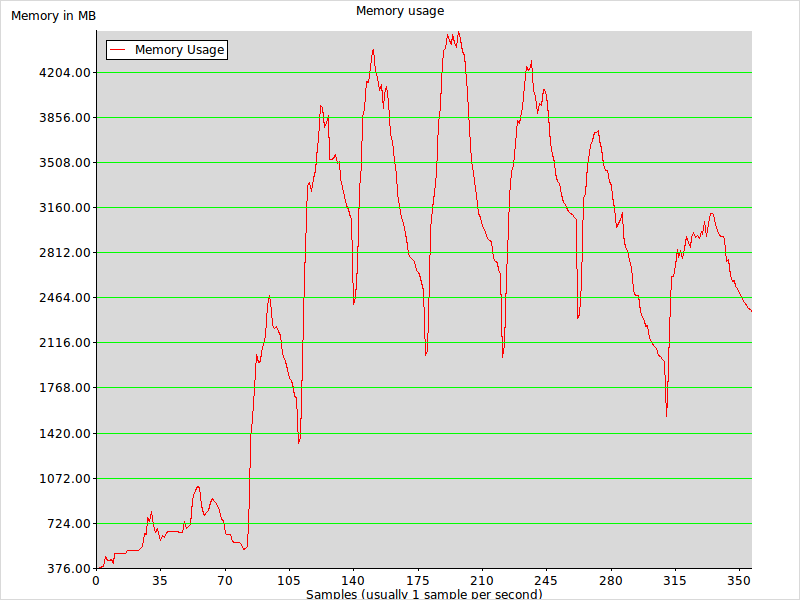 Memory usage
Memory in MB
Memory Usage
4204.00
3856.00
3508.00
3160.00
2812.00
2464.00
2116.00
1768.00
1420.00
1072.00
724.00
376.00
0 35 70 105 140 175 210 245 280 315 350
Samples (usually 1 sample per second)